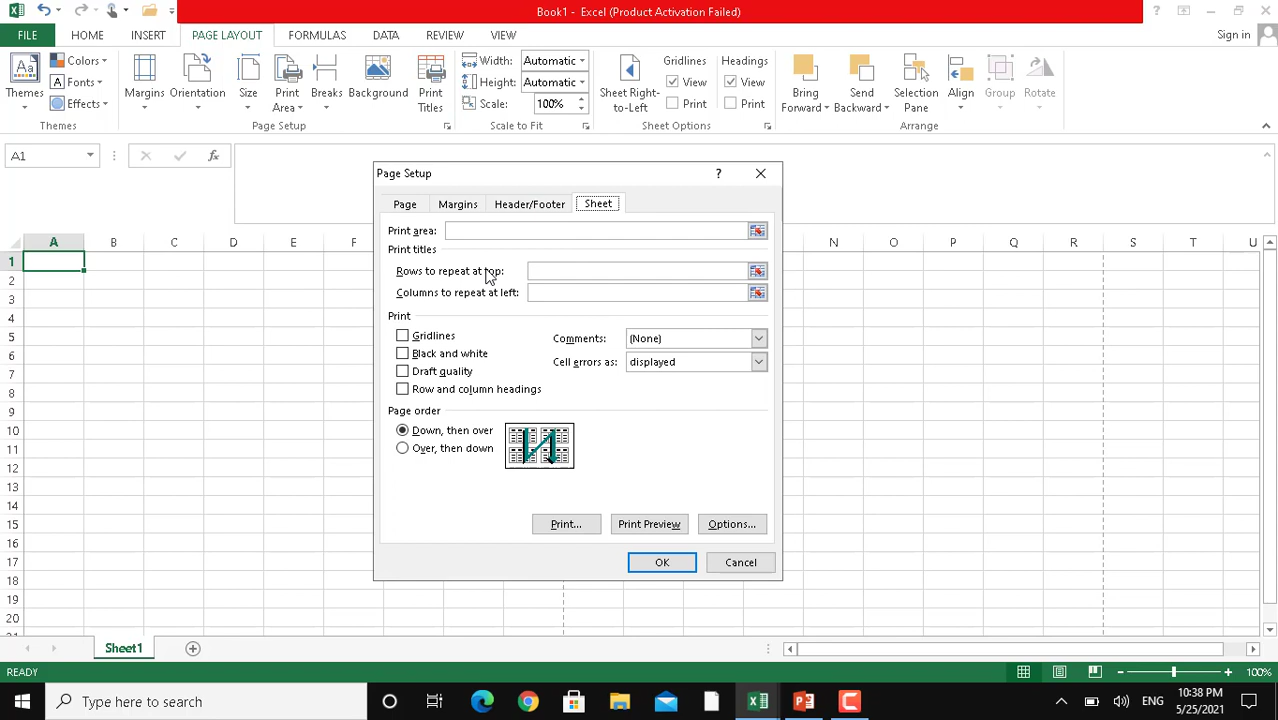 Book1 - Excel (Product Activation Failed)
FILE HOME INSERT PAGE LAYOUT FORMULAS DATA REVIEW VIEW Sign in
Aa Themes Colors Fonts Effects
Margins Orientation Size Print Area Breaks Background Print Titles
Width: Automatic
Height: Automatic
Scale: 100%
Sheet Right-to-Left
Gridlines View Print
Headings View Print
Bring Forward Send Backward Selection Pane Align Group Rotate
Themes Page Setup Scale to Fit Sheet Options Arrange
A1 fx
Page Setup ?
Page Margins Header/Footer Sheet
Print area:
Print titles
Rows to repeat at top:
Columns to repeat at left:
Print
Gridlines
Black and white
Draft quality
Row and column headings
Comments: (None)
Cell errors as: displayed
Page order
Down, then over
Over, then down
Print... Print Preview Options...
OK Cancel
A B C D E F N O P Q R S T U
1
2
3
4
5
6
7
8
9
10
11
12
13
14
15
16
17
18
19
20
Sheet1
READY 100%
Type here to search
ENG
10:38 PM
5/25/2021